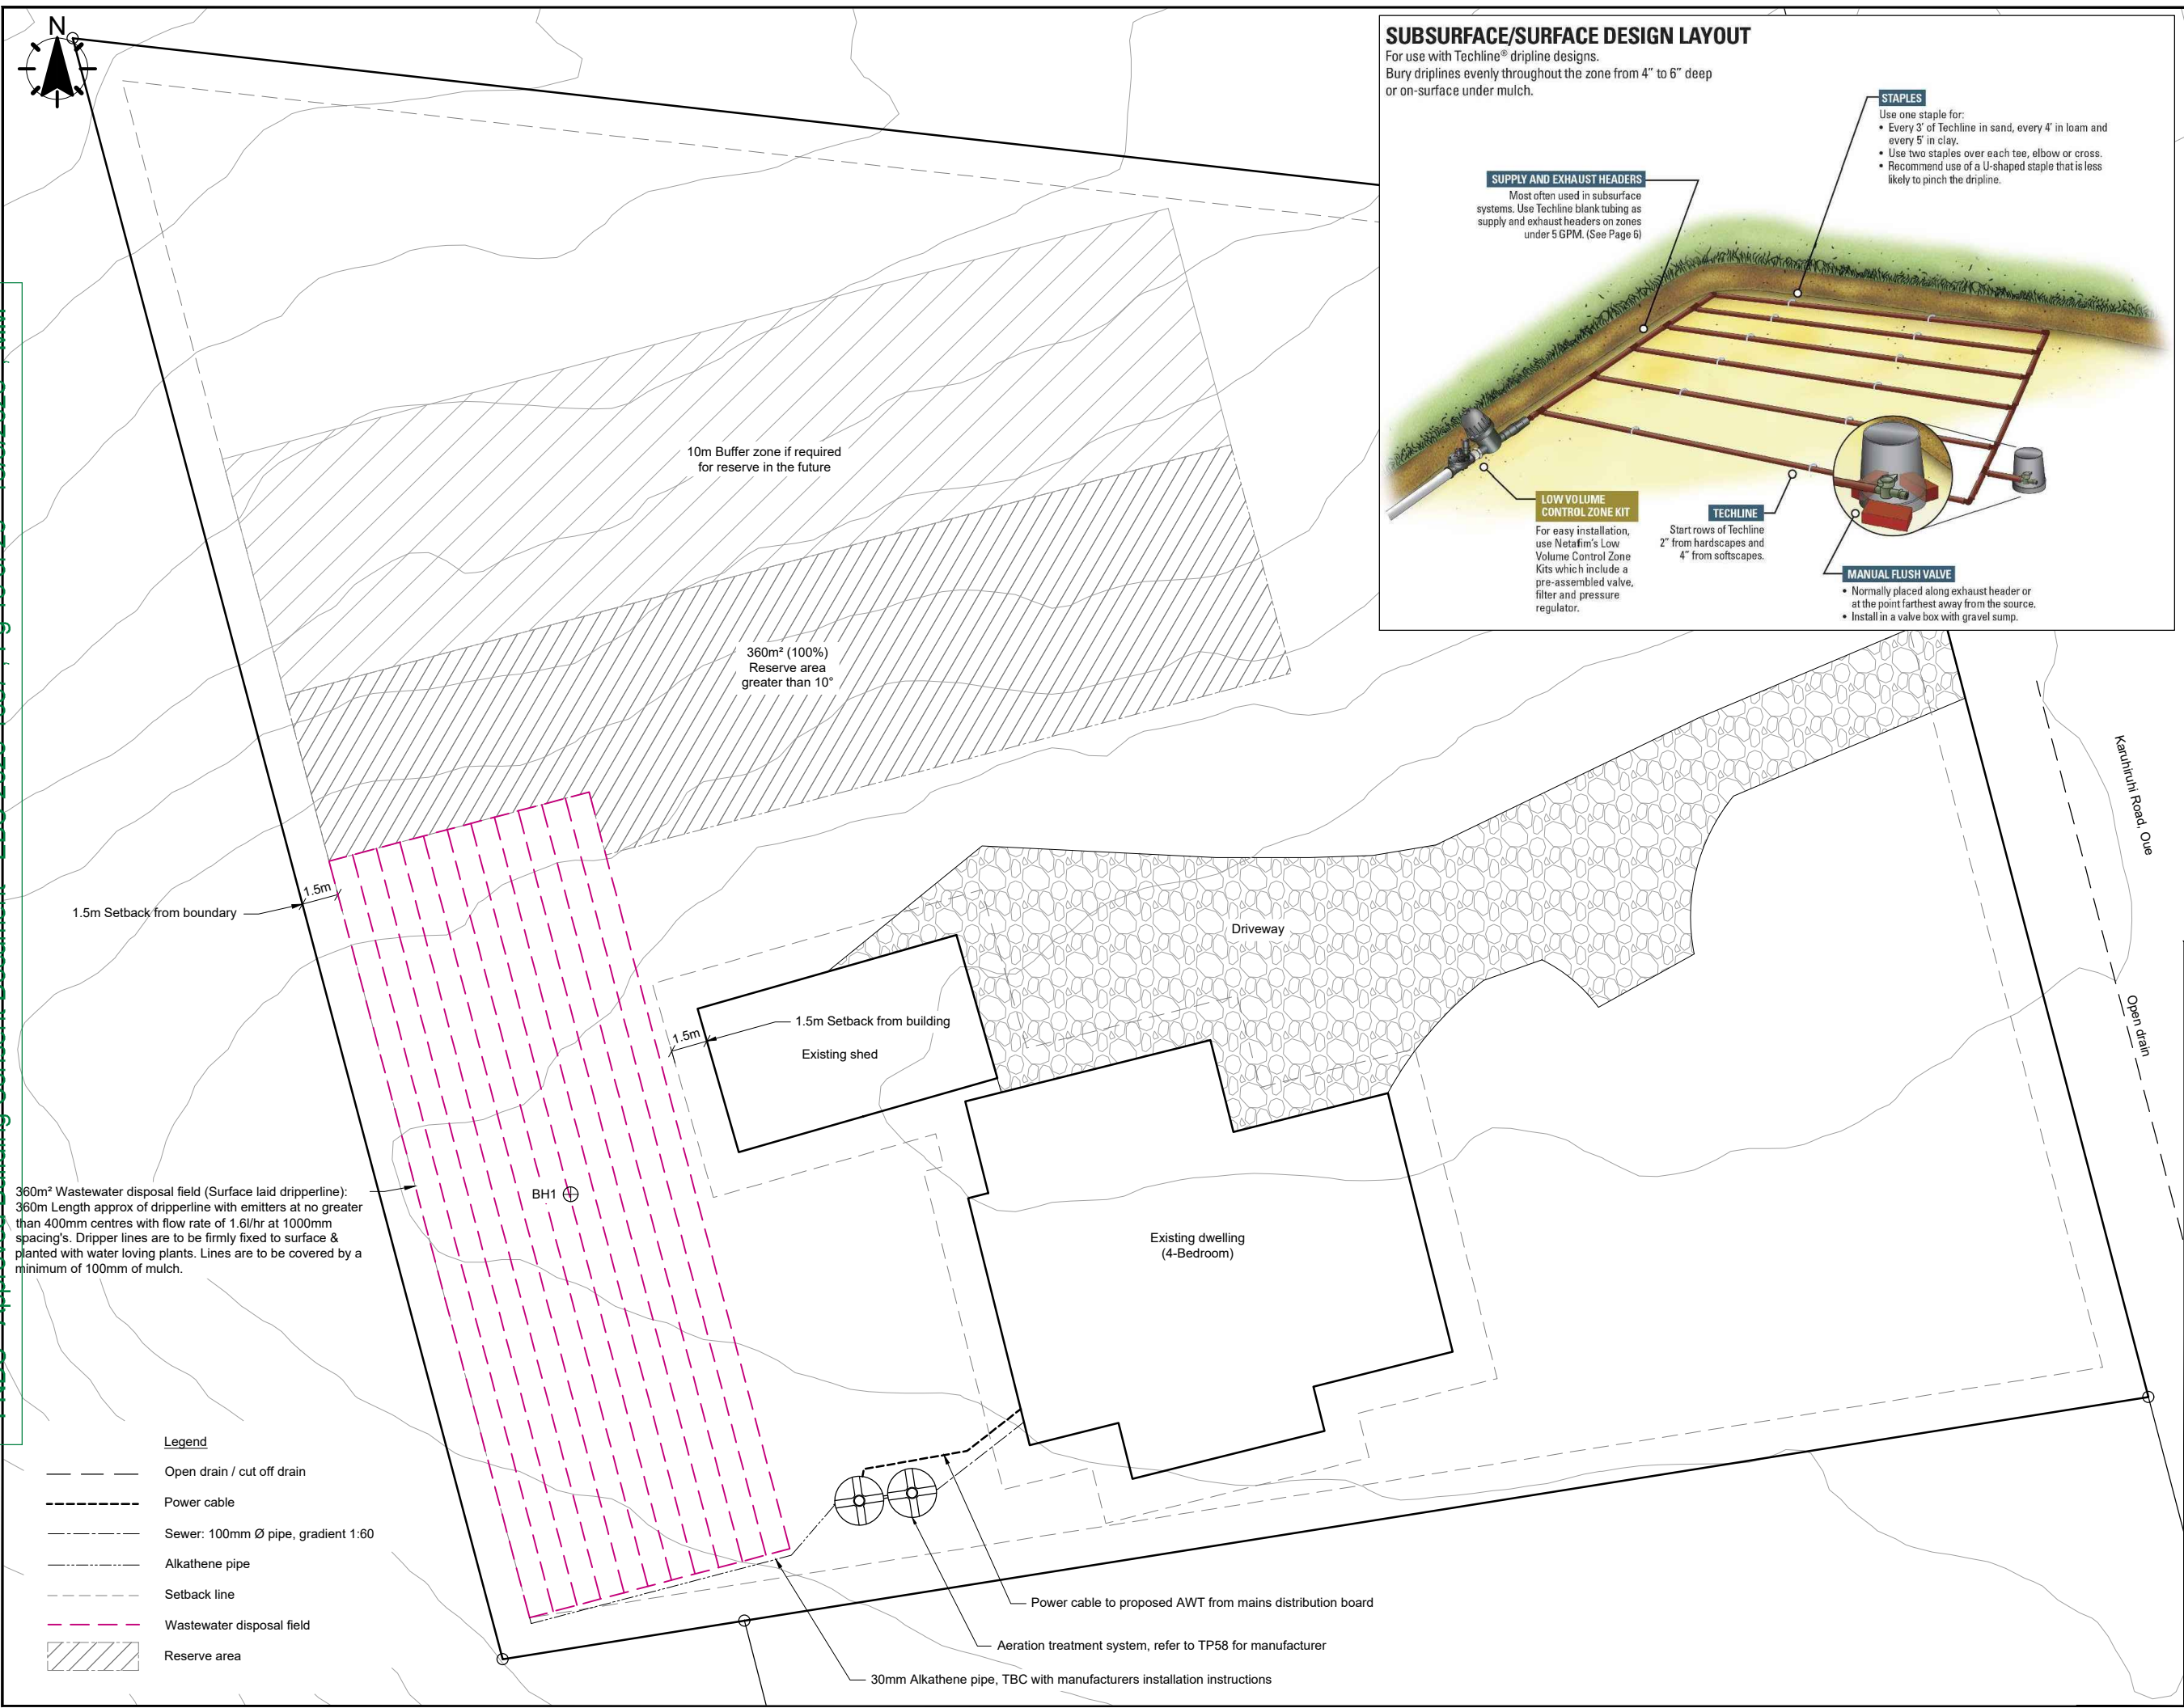 N
SUBSURFACE/SURFACE DESIGN LAYOUT
For use with Techline® dripline designs.
Bury driplines evenly throughout the zone from 4" to 6" deep
or on-surface under mulch.
STAPLES
Use one staple for:
• Every 3' of Techline in sand, every 4' in loam and
every 5' in clay.
• Use two staples over each tee, elbow or cross.
• Recommend use of a U-shaped staple that is less
likely to pinch the dripline.
SUPPLY AND EXHAUST HEADERS
Most often used in subsurface
systems. Use Techline blank tubing as
supply and exhaust headers on zones
under 5 GPM. (See Page 6)
LOW VOLUME
CONTROL ZONE KIT
For easy installation,
use Netafim's Low
Volume Control Zone
Kits which include a
pre-assembled valve,
filter and pressure
regulator.
TECHLINE
Start rows of Techline
2" from hardscapes and
4" from softscapes.
MANUAL FLUSH VALVE
• Normally placed along exhaust header or
at the point farthest away from the source.
• Install in a valve box with gravel sump.
10m Buffer zone if required
for reserve in the future
360m² (100%)
Reserve area
greater than 10°
Karuhiruhi Road, Oue
Open drain
1.5m
1.5m Setback from boundary
Driveway
1.5m
1.5m Setback from building
Existing shed
BH1
360m² Wastewater disposal field (Surface laid dripperline):
360m Length approx of dripperline with emitters at no greater
than 400mm centres with flow rate of 1.6l/hr at 1000mm
spacing's. Dripper lines are to be firmly fixed to surface &
planted with water loving plants. Lines are to be covered by a
minimum of 100mm of mulch.
Existing dwelling
(4-Bedroom)
Legend
Open drain / cut off drain
Power cable
Sewer: 100mm Ø pipe, gradient 1:60
Alkathene pipe
Setback line
Wastewater disposal field
Reserve area
Power cable to proposed AWT from mains distribution board
Aeration treatment system, refer to TP58 for manufacturer
30mm Alkathene pipe, TBC with manufacturers installation instructions